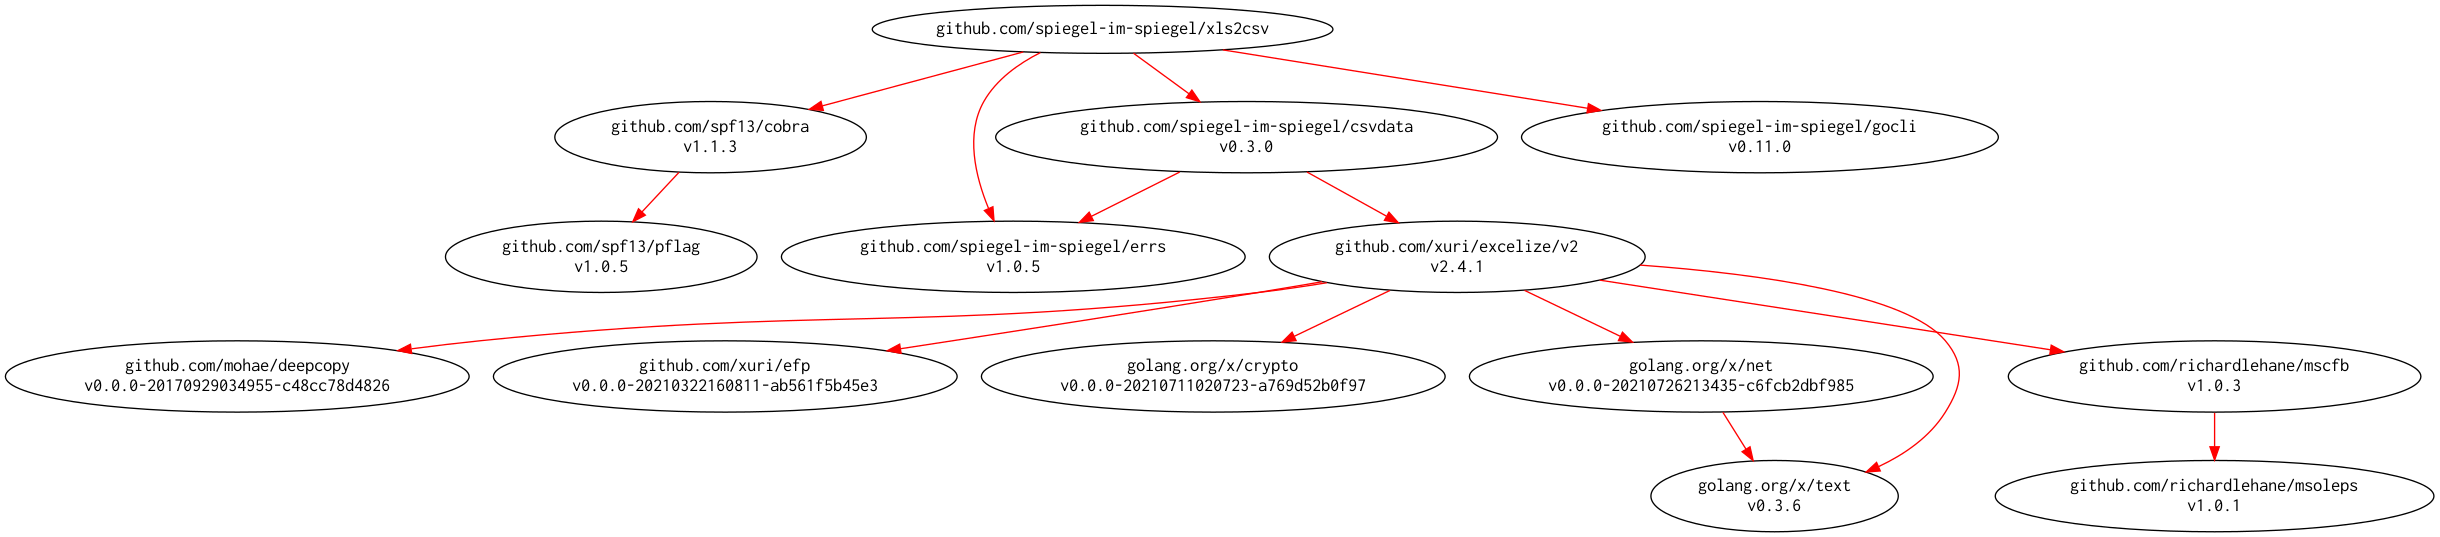 github.com/spiegel-im-spiegel/xls2csv
github.com/spf13/cobra
v1.1.3
github.com/spiegel-im-spiegel/csvdata
v0.3.0
github.com/spiegel-im-spiegel/gocli
v0.11.0
github.com/spf13/pflag
v1.0.5
github.com/spiegel-im-spiegel/errs
v1.0.5
github.com/xuri/excelize/v2
v2.4.1
github.com/mohae/deepcopy
v0.0.0-20170929034955-c48cc78d4826
github.com/xuri/efp
v0.0.0-20210322160811-ab561f5b45e3
golang.org/x/crypto
v0.0.0-20210711020723-a769d52b0f97
golang.org/x/net
v0.0.0-20210726213435-c6fcb2dbf985
github.com/richardlehane/mscfb
v1.0.3
golang.org/x/text
v0.3.6
github.com/richardlehane/msoleps
v1.0.1